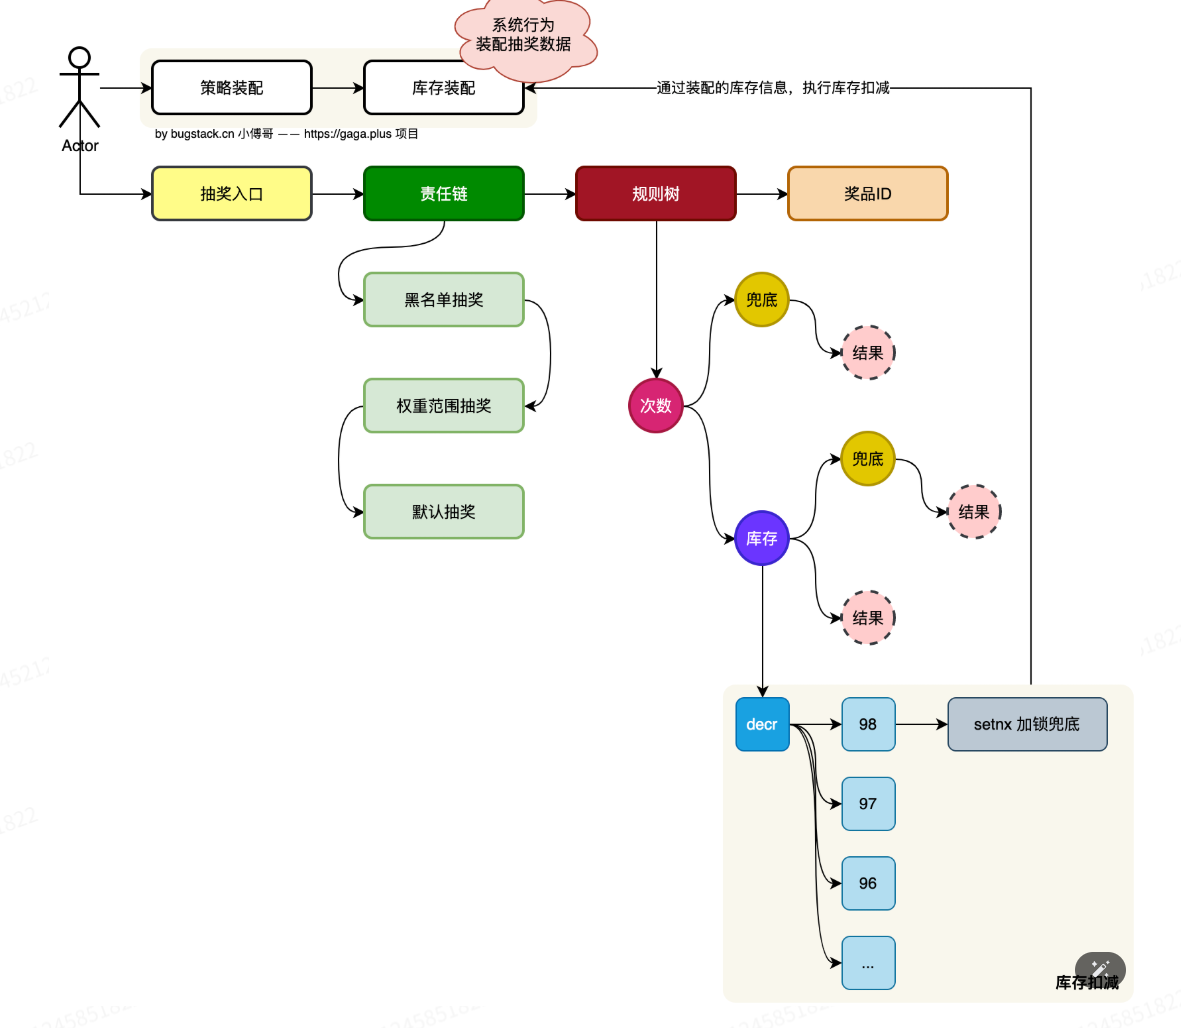 系统行为
装配抽奖数据
策略装配
库存装配
通过装配的库存信息，执行库存扣减
by bugstack.cn 小傅哥 —— https://gaga.plus 项目
Actor
抽奖入口
责任链
规则树
奖品ID
黑名单抽奖
兜底
结果
权重范围抽奖
次数
兜底
默认抽奖
结果
库存
结果
decr
98
setnx 加锁兜底
97
96
...
库存扣减